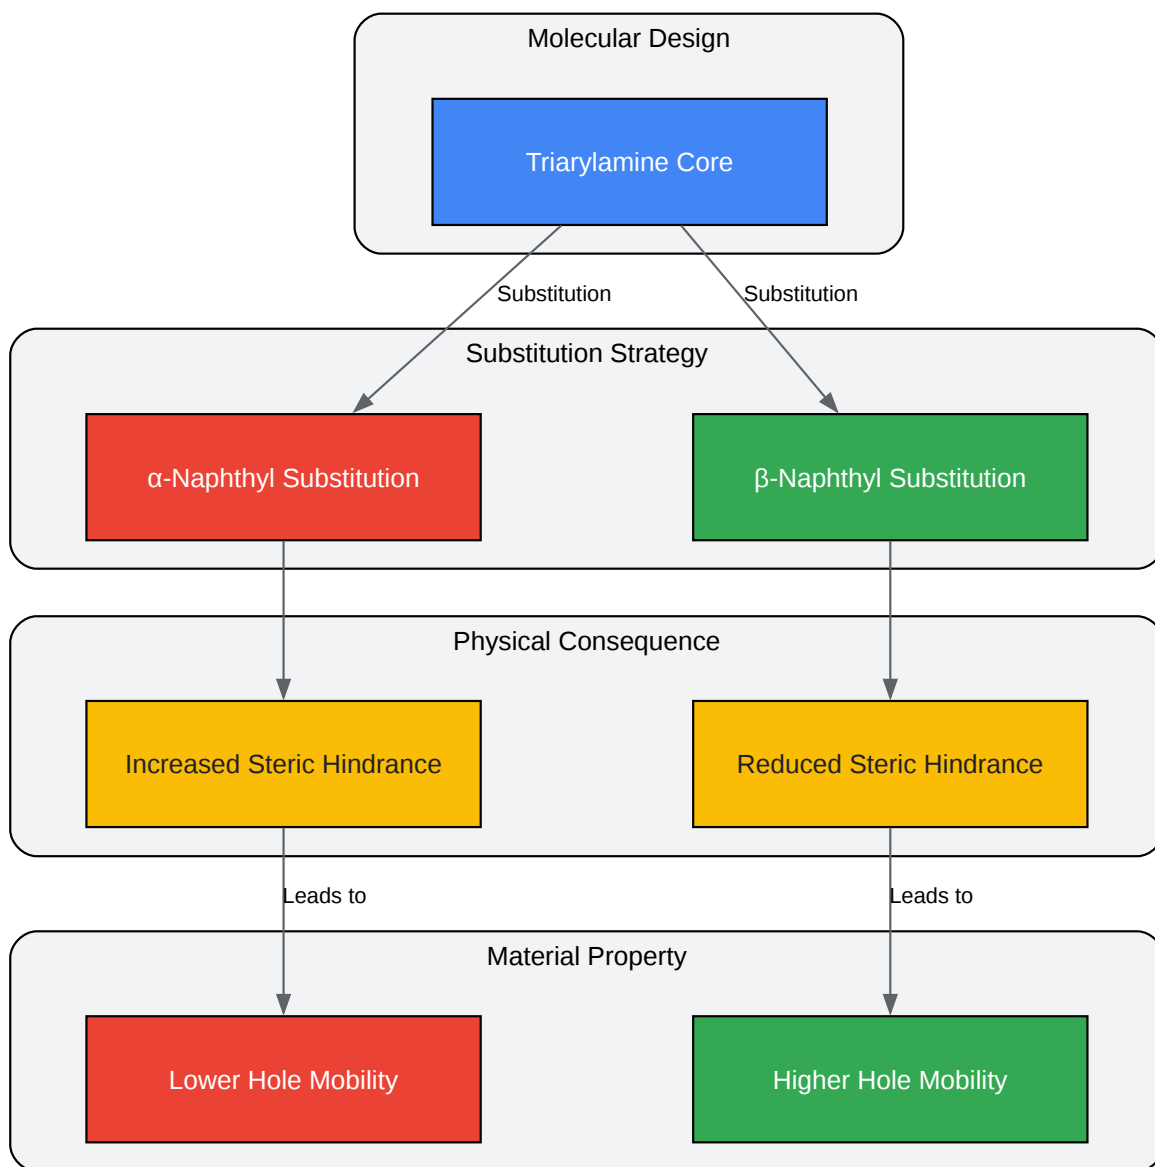 Molecular Design
Triarylamine Core
Substitution
Substitution
Substitution Strategy
α-Naphthyl Substitution
β-Naphthyl Substitution
Physical Consequence
Increased Steric Hindrance
Reduced Steric Hindrance
Leads to
Leads to
Material Property
Lower Hole Mobility
Higher Hole Mobility